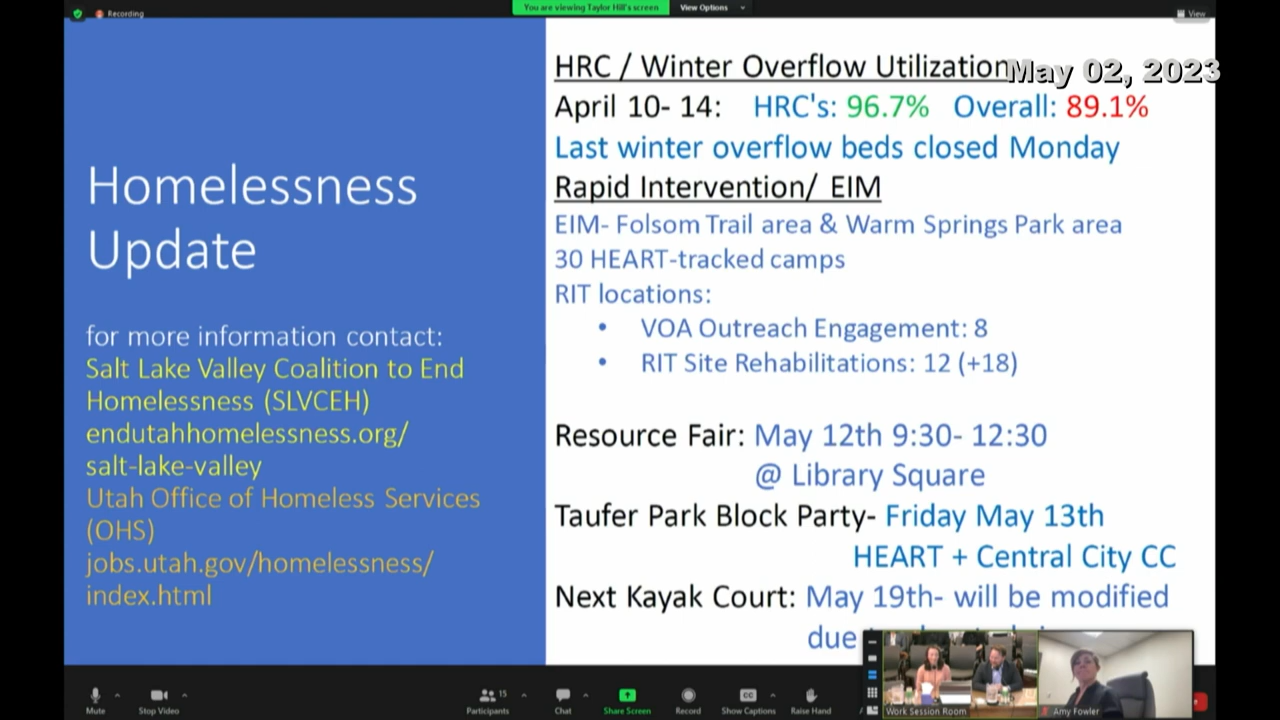 Recording
You are viewing Taylor Hill's screen
View Options
View
May 02, 2023
Homelessness
Update
for more information contact:
Salt Lake Valley Coalition to End
Homelessness (SLVCEH)
endutahhomelessness.org/
salt-lake-valley
Utah Office of Homeless Services
(OHS)
jobs.utah.gov/homelessness/
index.html
HRC / Winter Overflow Utilization
April 10- 14: HRC's: 96.7% Overall: 89.1%
Last winter overflow beds closed Monday
Rapid Intervention/ EIM
EIM- Folsom Trail area & Warm Springs Park area
30 HEART-tracked camps
RIT locations:
• VOA Outreach Engagement: 8
• RIT Site Rehabilitations: 12 (+18)
Resource Fair: May 12th 9:30- 12:30
@ Library Square
Taufer Park Block Party- Friday May 13th
HEART + Central City CC
Next Kayak Court: May 19th- will be modified
due
Work Session Room
Amy Fowler
Mute
Stop Video
Participants
15
Chat
Share Screen
Record
Show Captions
Raise Hand